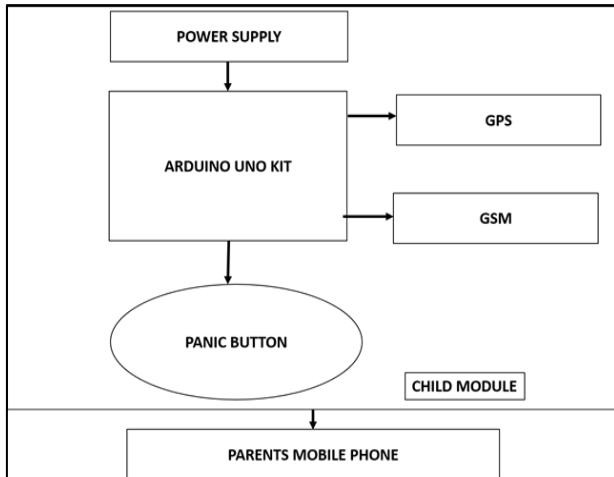 POWER SUPPLY
GPS
ARDUINO UNO KIT
GSM
PANIC BUTTON
CHILD MODULE
PARENTS MOBILE PHONE